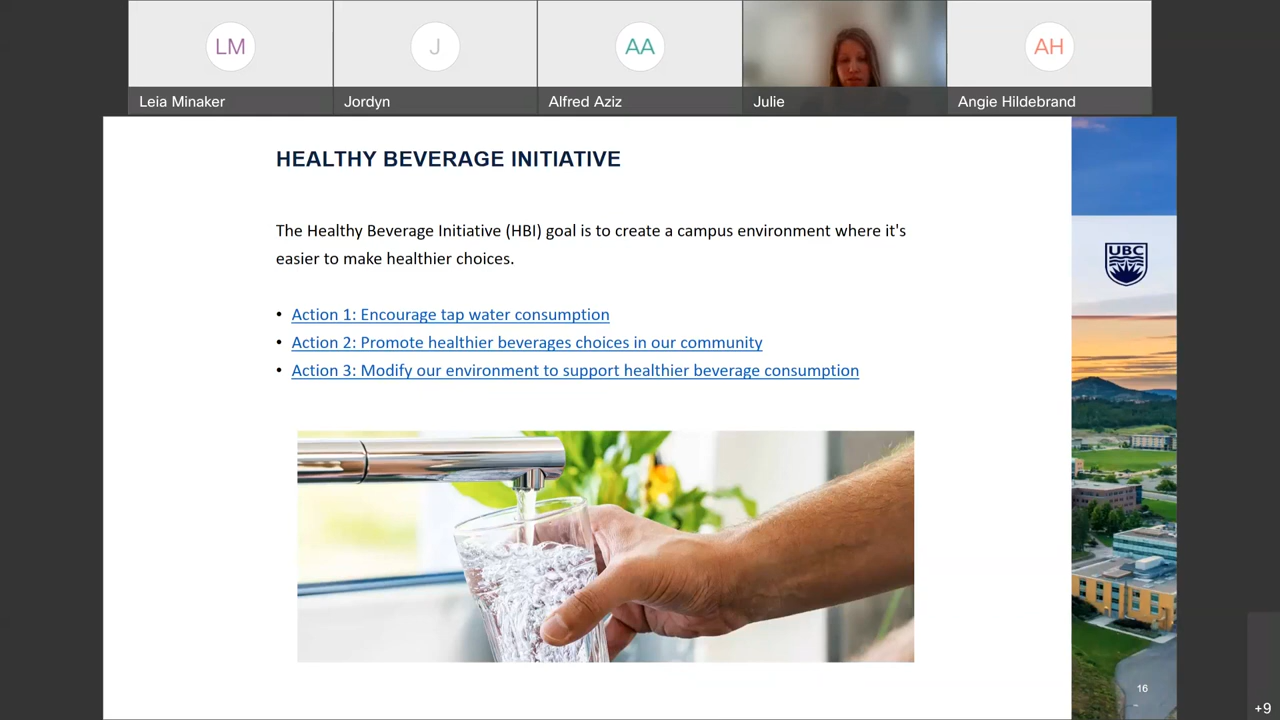 LM
J
AA
AH
Leia Minaker
Jordyn
Alfred Aziz
Julie
Angie Hildebrand
HEALTHY BEVERAGE INITIATIVE
The Healthy Beverage Initiative (HBI) goal is to create a campus environment where it's
easier to make healthier choices.
• Action 1: Encourage tap water consumption
• Action 2: Promote healthier beverages choices in our community
• Action 3: Modify our environment to support healthier beverage consumption
UBC
16
+9